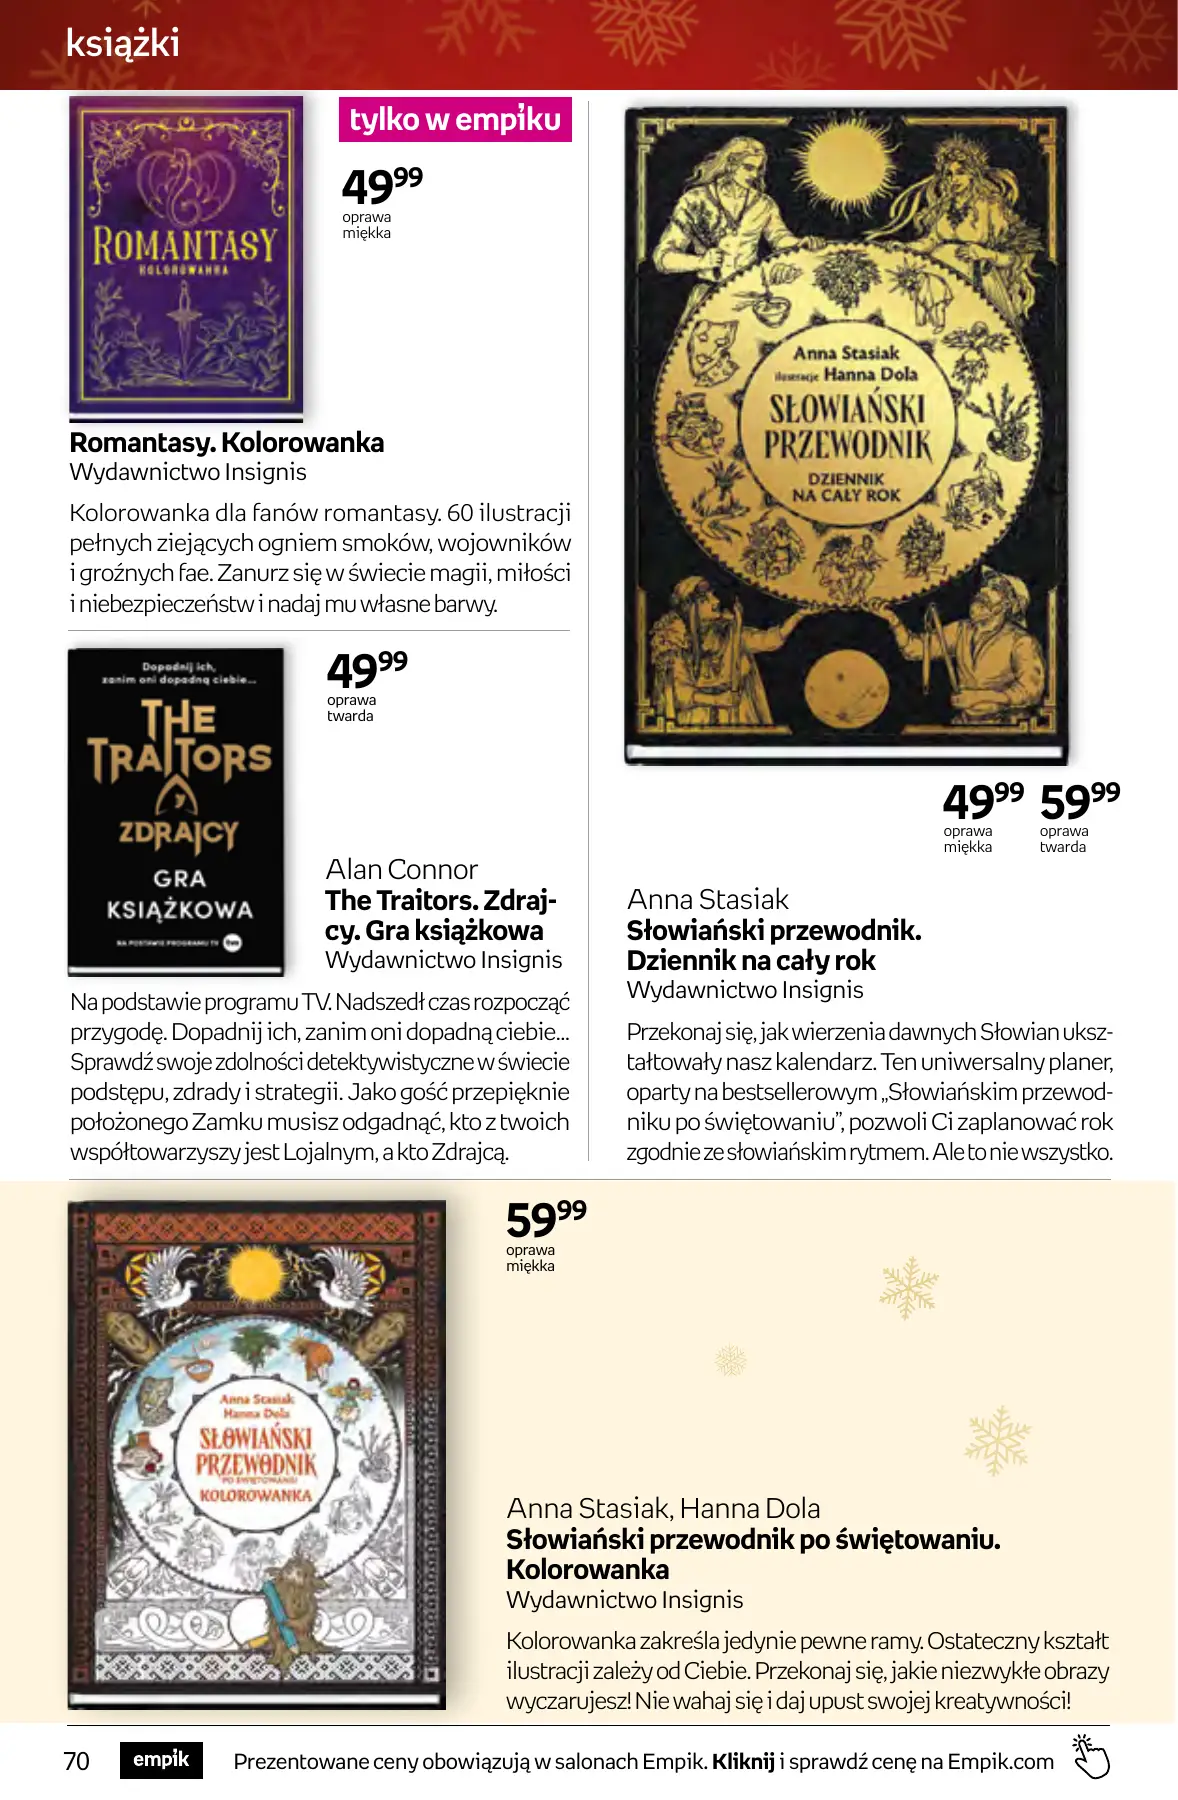 książki
ROMANTASY
KOLOROWANKA
tylko w empiku
49 99
oprawa
miękka
Romantasy. Kolorowanka
Wydawnictwo Insignis
Kolorowanka dla fanów romantasy. 60 ilustracji
pełnych ziejących ogniem smoków, wojowników
i groźnych fae. Zanurz się w świecie magii, miłości
i niebezpieczeństw i nadaj mu własne barwy.
Dopadnij ich,
zanim oni dopadną ciebie...
THE
TRAITORS
ZDRAJCY
GRA
KSIĄŻKOWA
NA PODSTAWIE PROGRAMU TV tvn
49 99
oprawa
twarda
Alan Connor
The Traitors. Zdraj-
cy. Gra książkowa
Wydawnictwo Insignis
Na podstawie programu TV. Nadszedł czas rozpocząć
przygodę. Dopadnij ich, zanim oni dopadną ciebie...
Sprawdź swoje zdolności detektywistyczne w świecie
podstępu, zdrady i strategii. Jako gość przepięknie
położonego Zamku musisz odgadnąć, kto z twoich
współtowarzyszy jest Lojalnym, a kto Zdrajcą.
Anna Stasiak
ilustracje Hanna Dola
SŁOWIAŃSKI
PRZEWODNIK
DZIENNIK
NA CAŁY ROK
49 99 59 99
oprawa oprawa
miękka twarda
Anna Stasiak
Słowiański przewodnik.
Dziennik na cały rok
Wydawnictwo Insignis
Przekonaj się, jak wierzenia dawnych Słowian uksz-
tałtowały nasz kalendarz. Ten uniwersalny planer,
oparty na bestsellerowym „Słowiańskim przewod-
niku po świętowaniu”, pozwoli Ci zaplanować rok
zgodnie ze słowiańskim rytmem. Ale to nie wszystko.
Anna Stasiak
Hanna Dola
SŁOWIAŃSKI
PRZEWODNIK
PO ŚWIĘTOWANIU
KOLOROWANKA
59 99
oprawa
miękka
Anna Stasiak, Hanna Dola
Słowiański przewodnik po świętowaniu.
Kolorowanka
Wydawnictwo Insignis
Kolorowanka zakreśla jedynie pewne ramy. Ostateczny kształt
ilustracji zależy od Ciebie. Przekonaj się, jakie niezwykłe obrazy
wyczarujesz! Nie wahaj się i daj upust swojej kreatywności!
70 empik Prezentowane ceny obowiązują w salonach Empik. Kliknij i sprawdź cenę na Empik.com